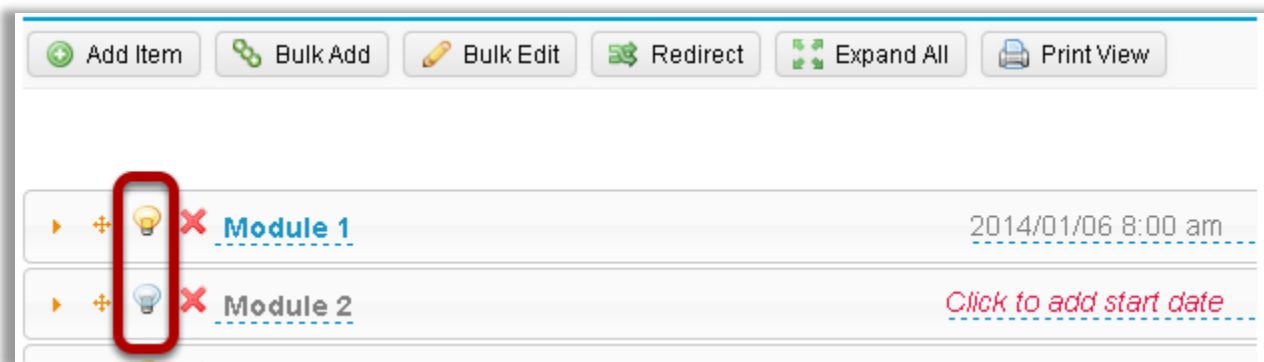 Add Item Bulk Add Bulk Edit Redirect Expand All Print View
Module 1 2014/01/06 8:00 am
Module 2 Click to add start date